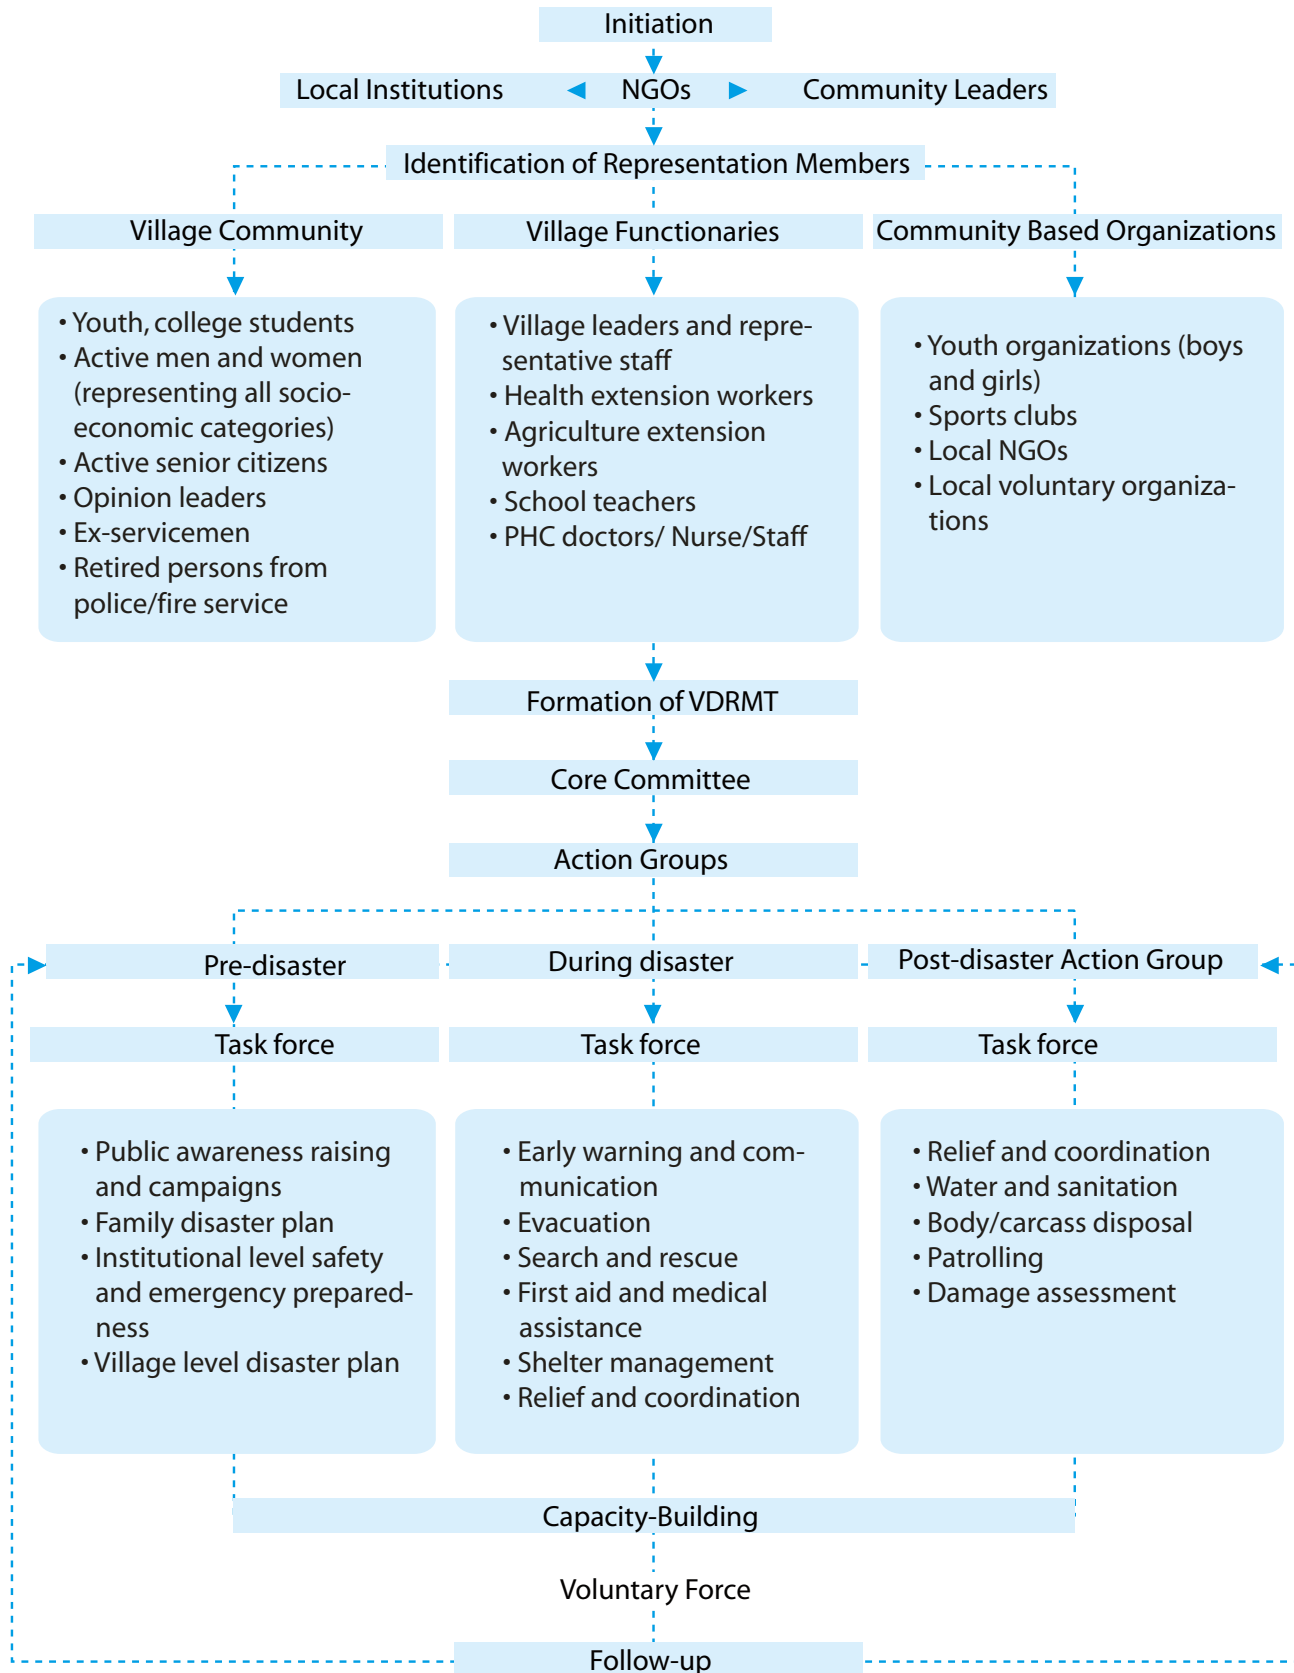 Initiation
Local Institutions NGOs Community Leaders
Identification of Representation Members
Village Community
Village Functionaries
Community Based Organizations
• Youth, college students
• Active men and women
(representing all socio-
economic categories)
• Active senior citizens
• Opinion leaders
• Ex-servicemen
• Retired persons from
police/fire service
• Village leaders and repre-
sentative staff
• Health extension workers
• Agriculture extension
workers
• School teachers
• PHC doctors/ Nurse/Staff
• Youth organizations (boys
and girls)
• Sports clubs
• Local NGOs
• Local voluntary organiza-
tions
Formation of VDRMT
Core Committee
Action Groups
Pre-disaster
During disaster
Post-disaster Action Group
Task force
Task force
Task force
• Public awareness raising
and campaigns
• Family disaster plan
• Institutional level safety
and emergency prepared-
ness
• Village level disaster plan
• Early warning and com-
munication
• Evacuation
• Search and rescue
• First aid and medical
assistance
• Shelter management
• Relief and coordination
• Relief and coordination
• Water and sanitation
• Body/carcass disposal
• Patrolling
• Damage assessment
Capacity-Building
Voluntary Force
Follow-up